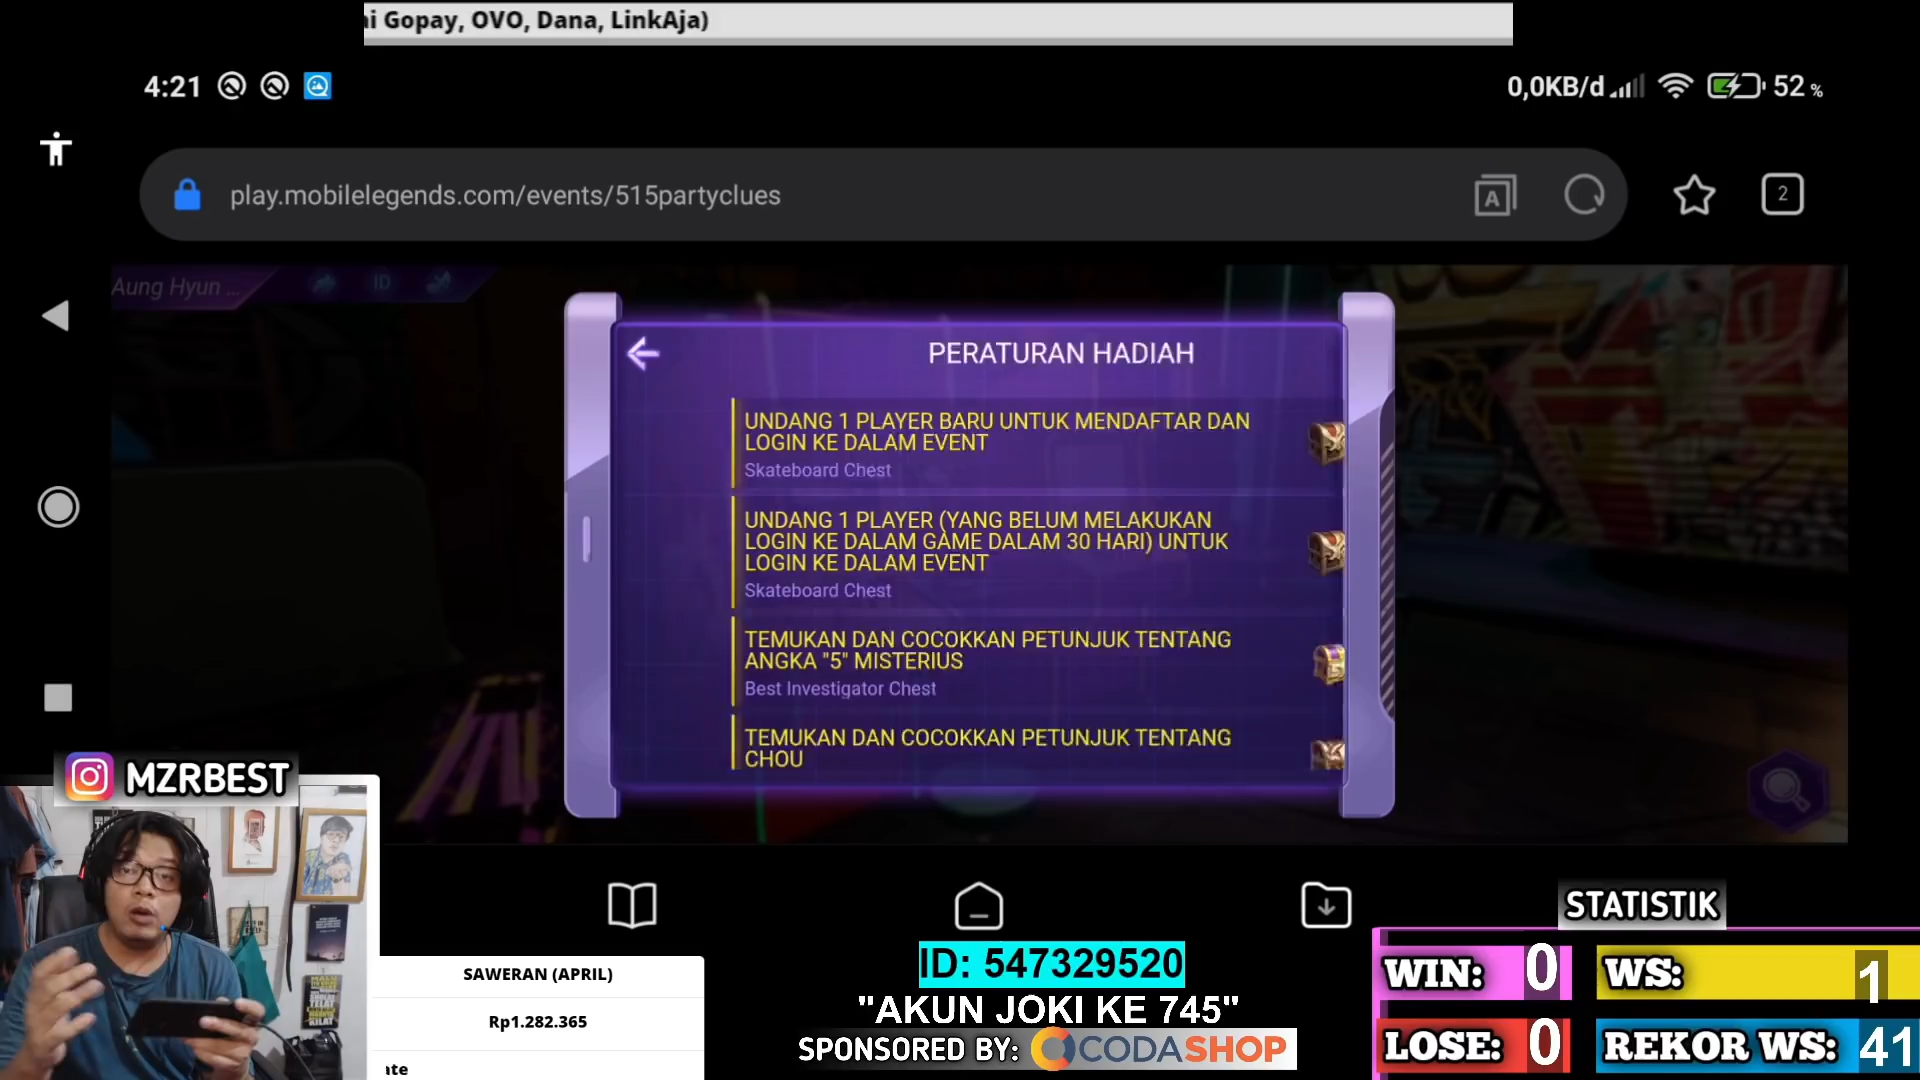 i Gopay, OVO, Dana, LinkAja)
4:21
0,0KB/d
52 %
play.mobilelegends.com/events/515partyclues
A
2
Aung Hyun ...
ID
PERATURAN HADIAH
UNDANG 1 PLAYER BARU UNTUK MENDAFTAR DAN
LOGIN KE DALAM EVENT
Skateboard Chest
UNDANG 1 PLAYER (YANG BELUM MELAKUKAN
LOGIN KE DALAM GAME DALAM 30 HARI) UNTUK
LOGIN KE DALAM EVENT
Skateboard Chest
TEMUKAN DAN COCOKKAN PETUNJUK TENTANG
ANGKA "5" MISTERIUS
Best Investigator Chest
5
TEMUKAN DAN COCOKKAN PETUNJUK TENTANG
CHOU
MZRBEST
SAWERAN (APRIL)
Rp1.282.365
ate
ID: 547329520
"AKUN JOKI KE 745"
SPONSORED BY: CODASHOP
STATISTIK
WIN: 0
WS: 1
LOSE: 0
REKOR WS: 41